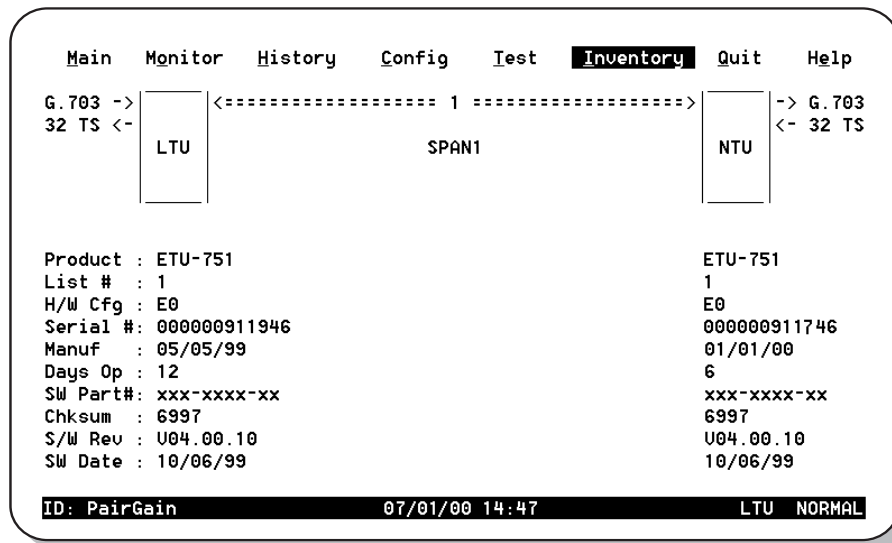 Main Monitor History Config Test Inventory Quit Help
G.703 -> <=================== 1 ===================> -> G.703
32 TS <- <- 32 TS
LTU SPAN1 NTU
Product : ETU-751 ETU-751
List # : 1 1
H/W Cfg : E0 E0
Serial #: 000000911946 000000911746
Manuf : 05/05/99 01/01/00
Days Op : 12 6
SW Part#: xxx-xxxx-xx xxx-xxxx-xx
Chksum : 6997 6997
S/W Rev : V04.00.10 V04.00.10
SW Date : 10/06/99 10/06/99
ID: PairGain 07/01/00 14:47 LTU NORMAL